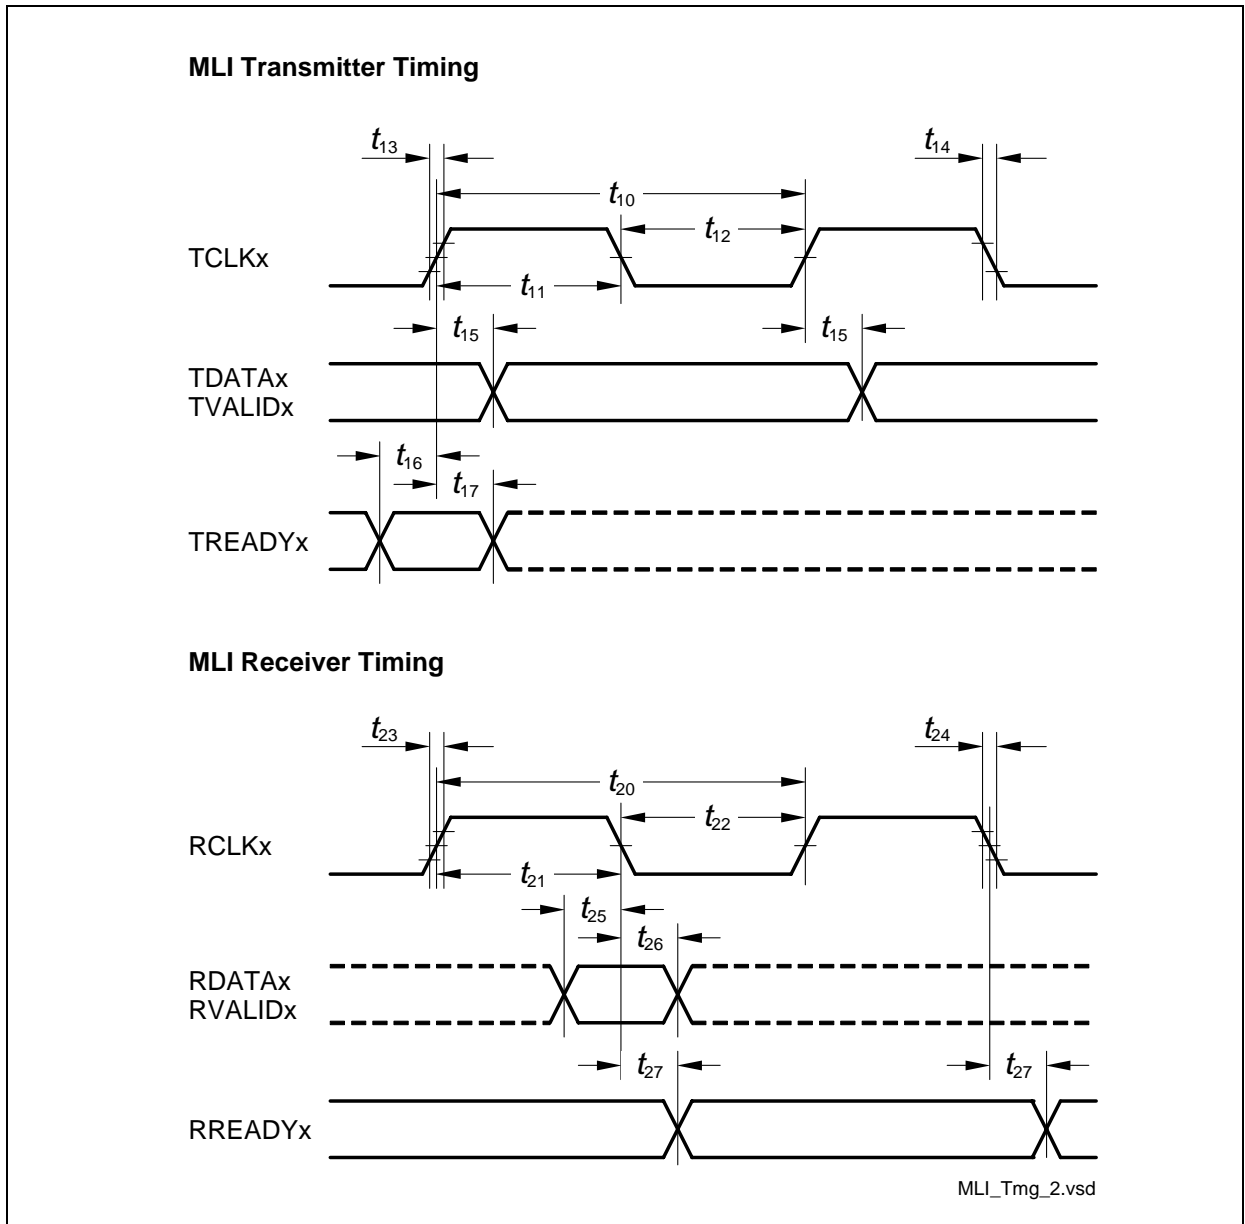 MLI Transmitter Timing
t13
t14
t10
t12
TCLKx
t11
t15
t15
TDATAx
TVALIDx
t16
t17
TREADYx
MLI Receiver Timing
t23
t24
t20
t22
RCLKx
t21
t25
t26
RDATAx
RVALIDx
t27
t27
RREADYx
MLI_Tmg_2.vsd